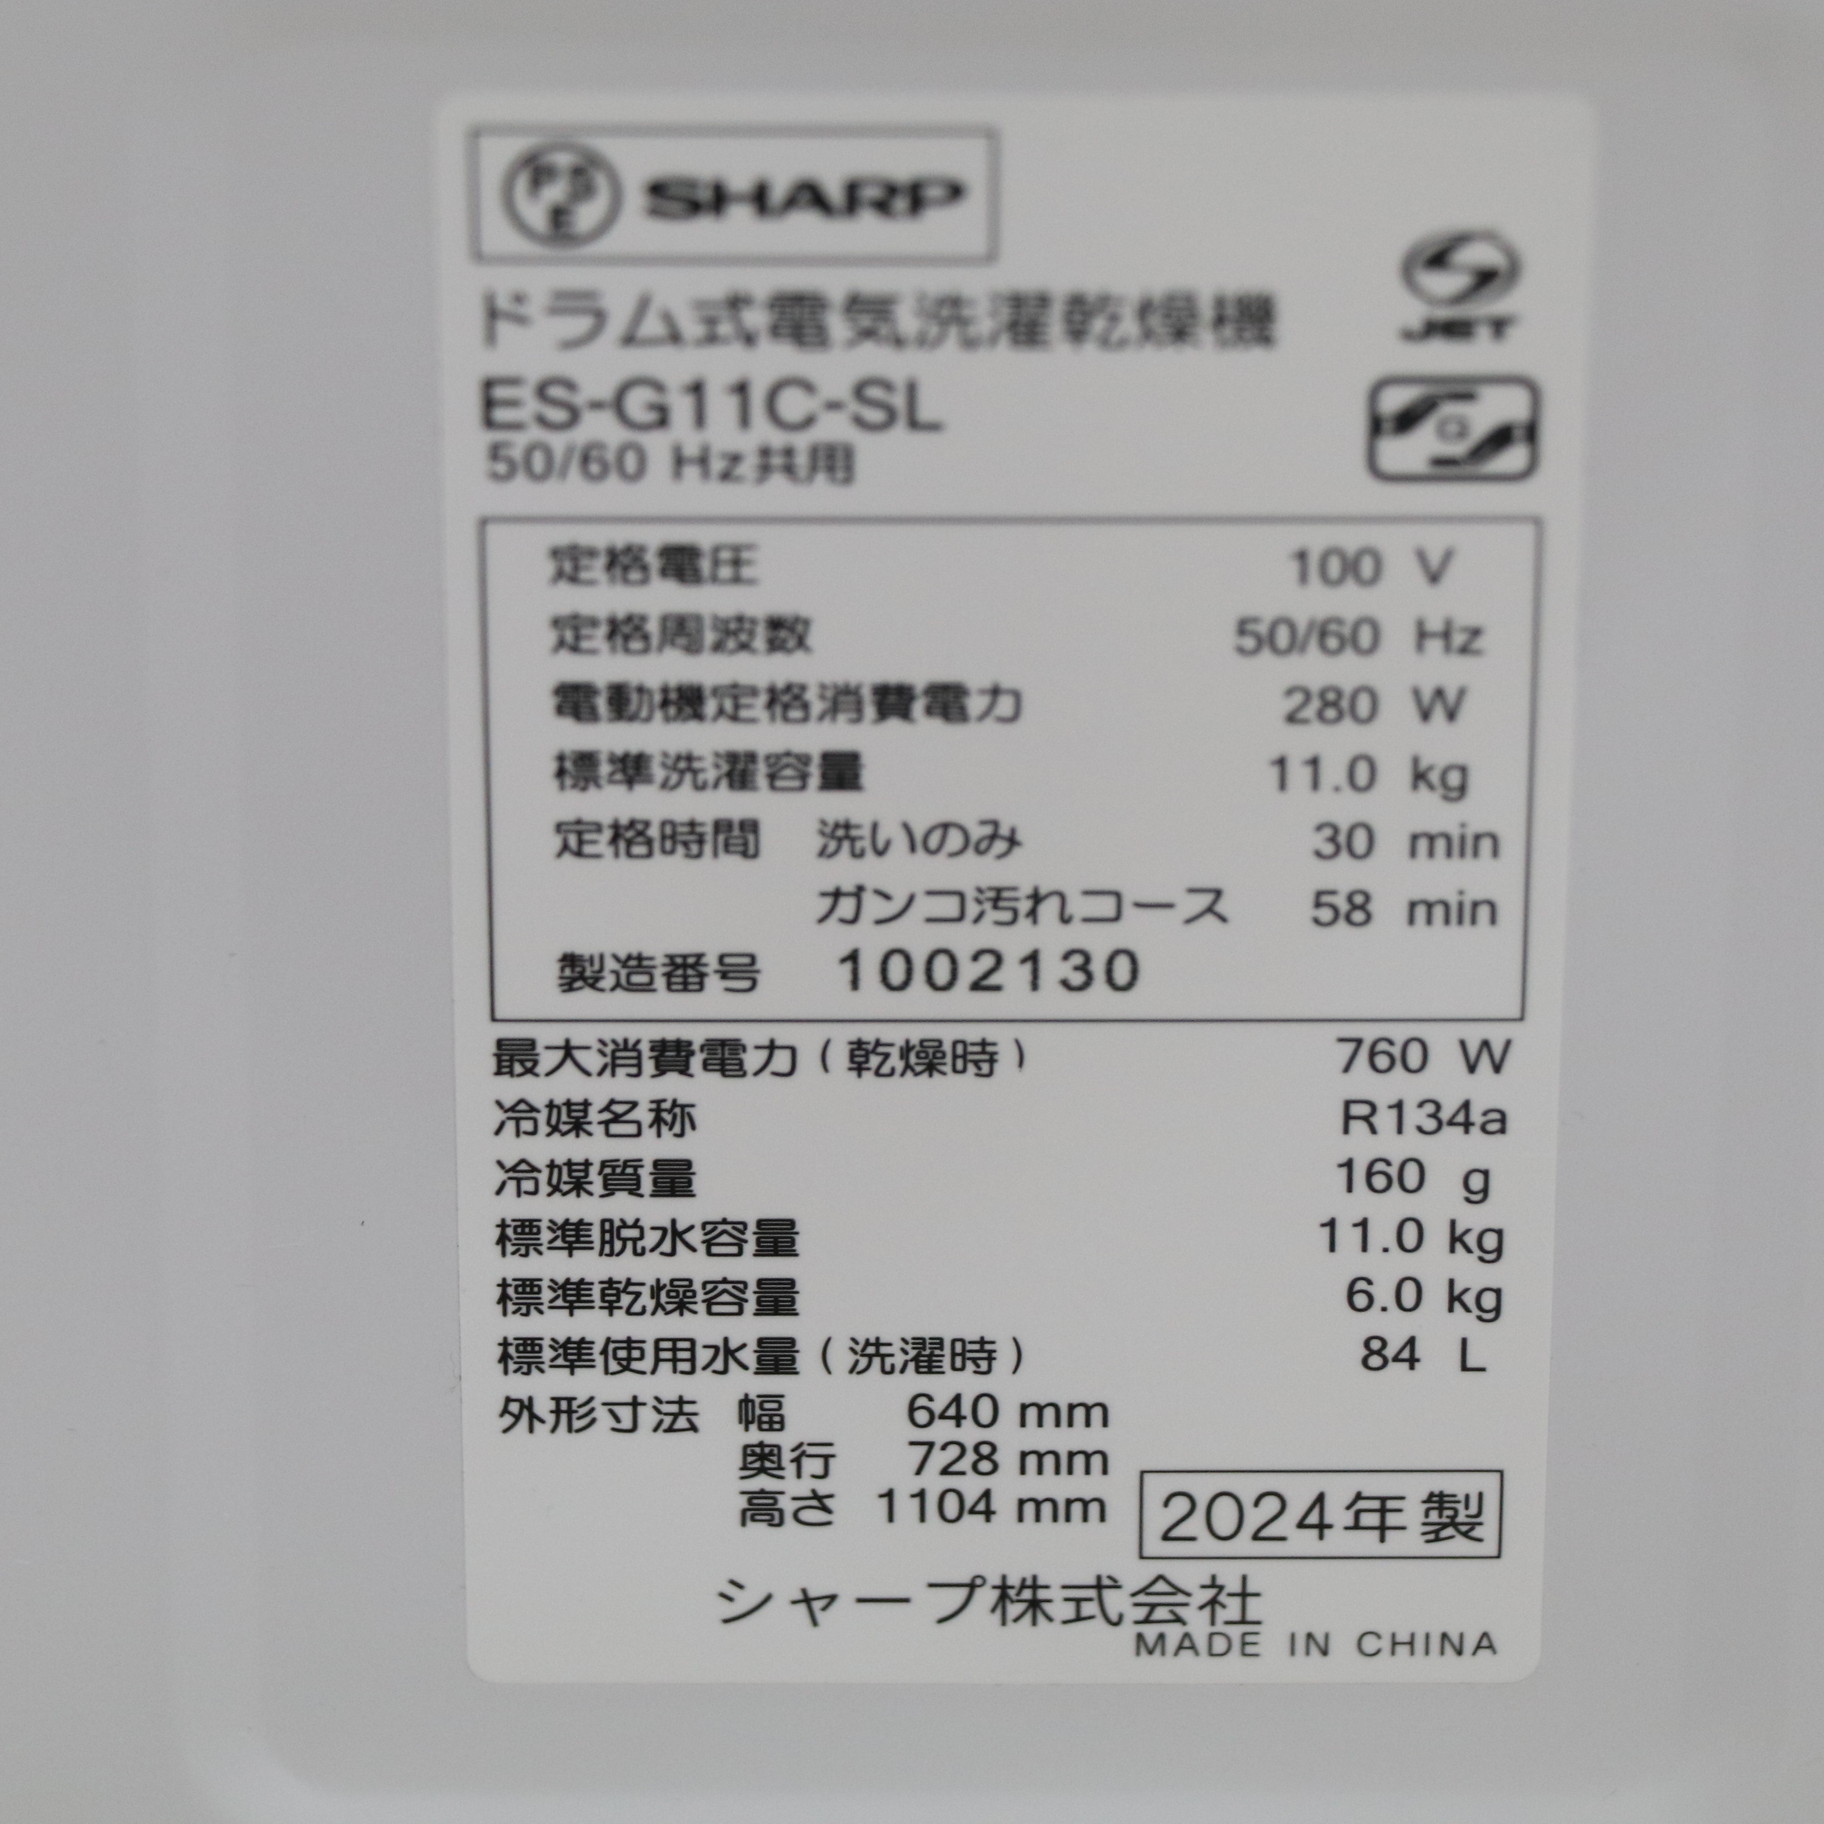 PSE SHARP
JET
ドラム式電気洗濯乾燥機
ES-G11C-SL
50/60 Hz共用
G
定格電圧 100 V
定格周波数 50/60 Hz
電動機定格消費電力 280 W
標準洗濯容量 11.0 kg
定格時間 洗いのみ 30 min
ガンコ汚れコース 58 min
製造番号 1002130
最大消費電力(乾燥時) 760 W
冷媒名称 R134a
冷媒質量 160 g
標準脱水容量 11.0 kg
標準乾燥容量 6.0 kg
標準使用水量(洗濯時) 84 L
外形寸法 幅 640 mm
奥行 728 mm
高さ 1104 mm
2024年製
シャープ株式会社
MADE IN CHINA